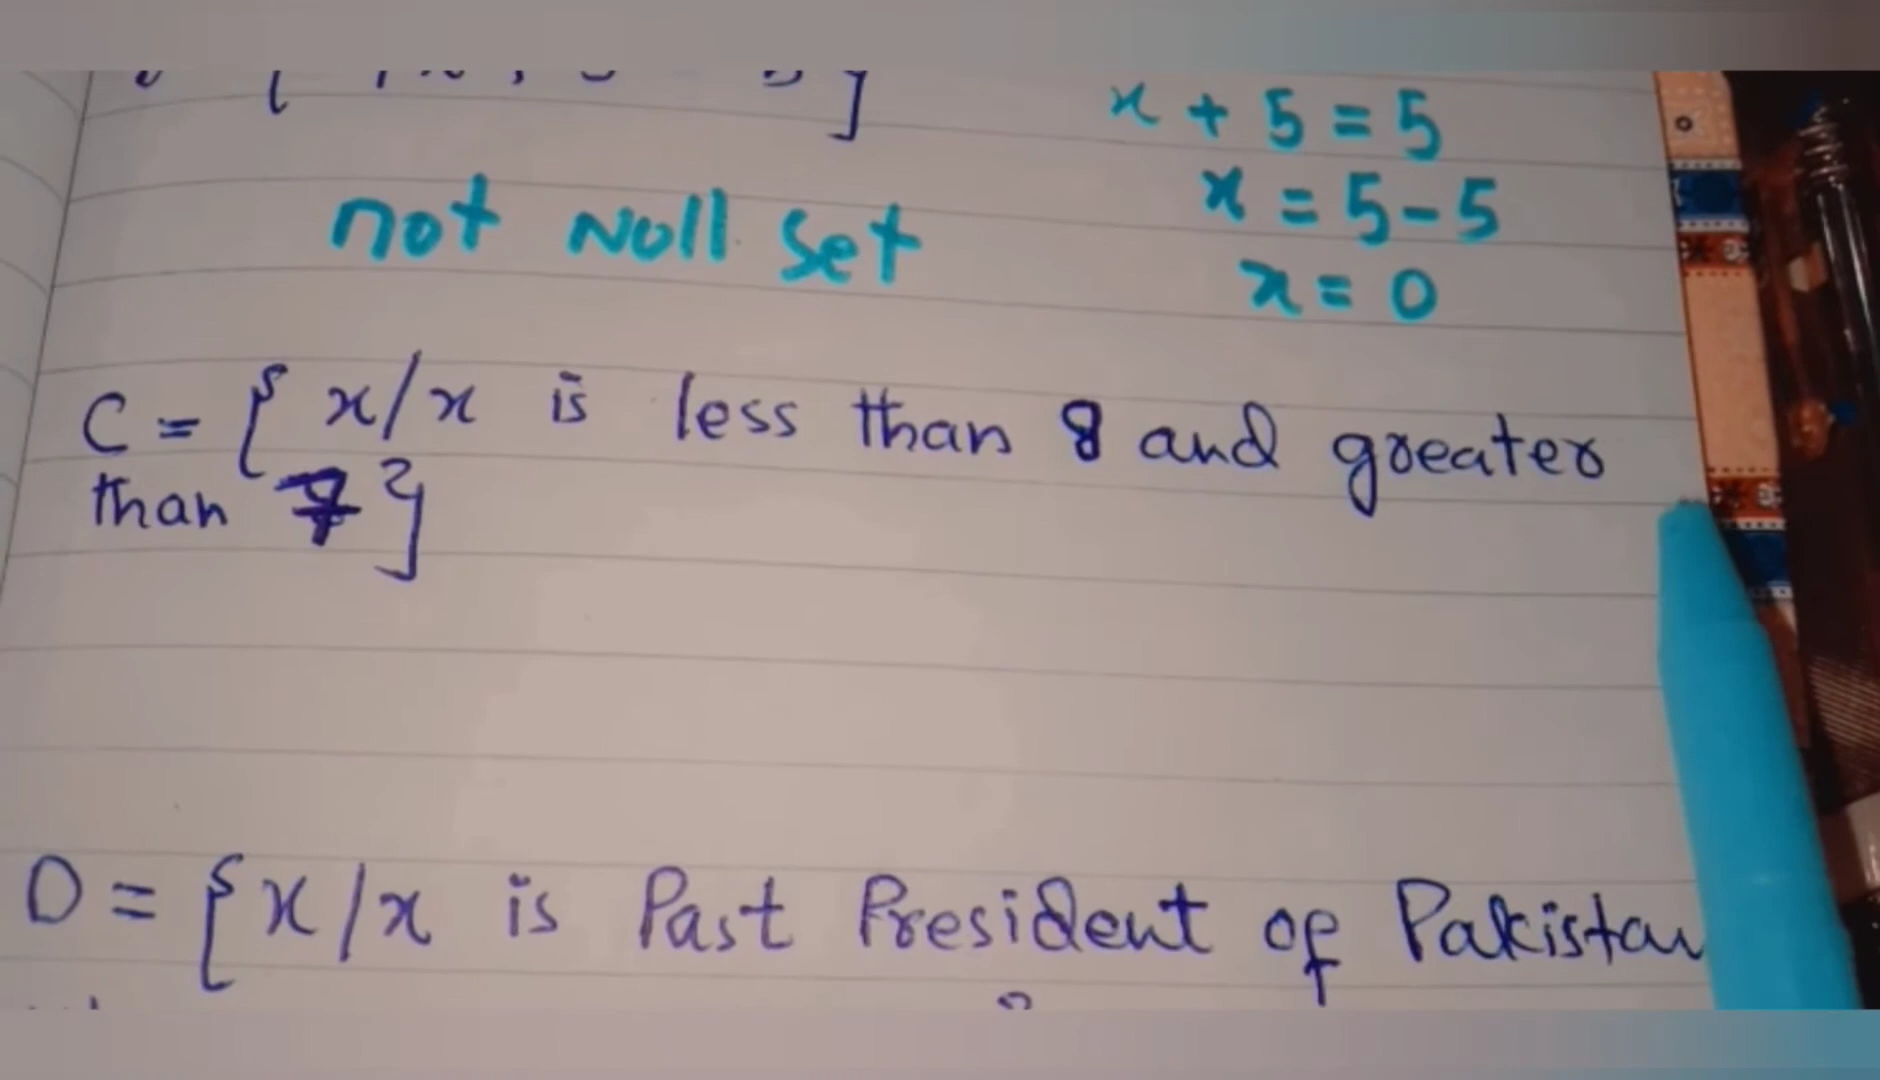 x + 5 = 5
x = 5 - 5
not Null Set
x = 0
C = { x/x is less than 8 and greater
than 7}
D = { x/x is Past President of Pakistan